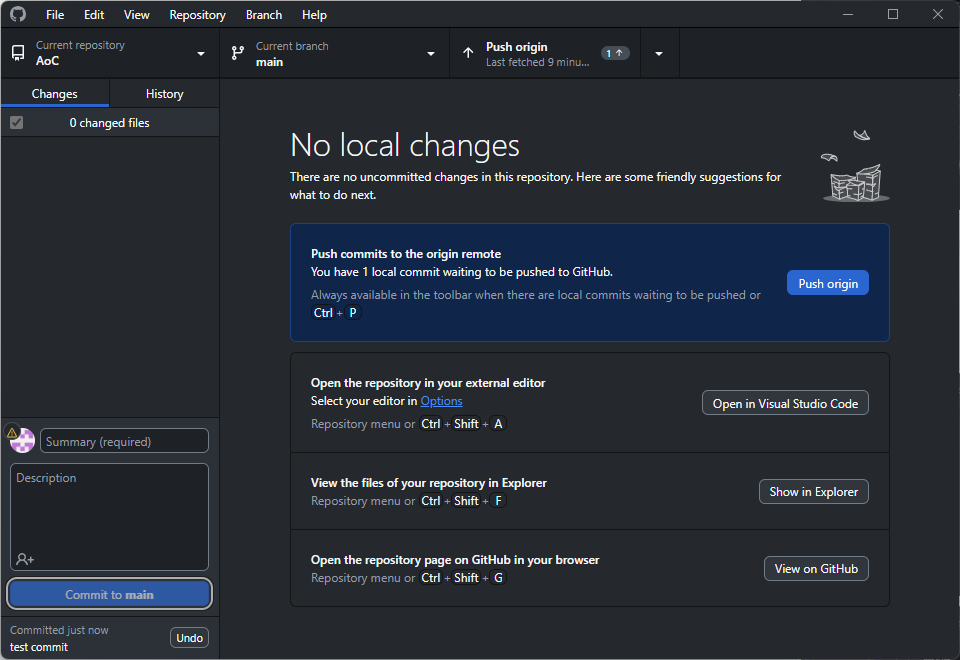 File Edit View Repository Branch Help
Current repository
AoC
Current branch
main
Push origin
Last fetched 9 minu...
1
Changes
History
0 changed files
No local changes
There are no uncommitted changes in this repository. Here are some friendly suggestions for
what to do next.
Push commits to the origin remote
You have 1 local commit waiting to be pushed to GitHub.
Always available in the toolbar when there are local commits waiting to be pushed or
Ctrl + P
Push origin
Open the repository in your external editor
Select your editor in Options
Repository menu or Ctrl + Shift + A
Open in Visual Studio Code
View the files of your repository in Explorer
Repository menu or Ctrl + Shift + F
Show in Explorer
Open the repository page on GitHub in your browser
Repository menu or Ctrl + Shift + G
View on GitHub
Summary (required)
Description
Commit to main
Committed just now
test commit
Undo